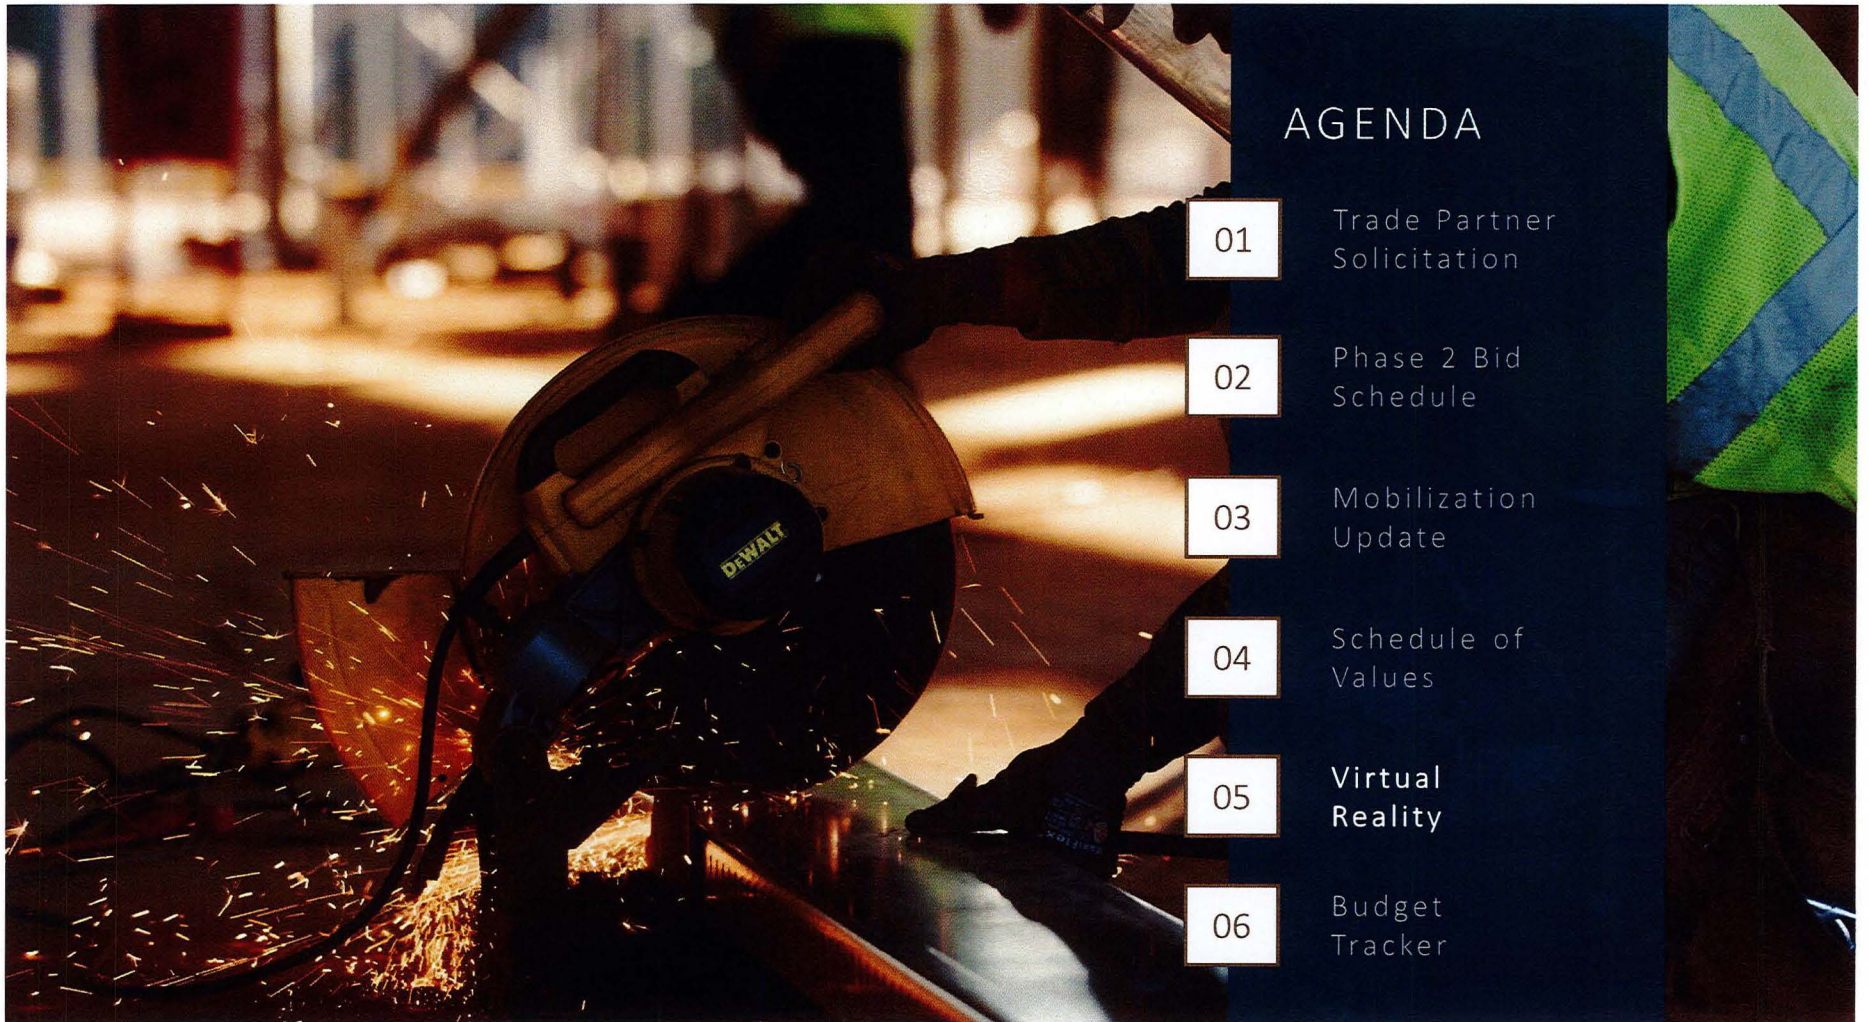 AGENDA
01
Trade Partner
Solicitation
02
Phase 2 Bid
Schedule
03
Mobilization
Update
04
Schedule of
Values
05
Virtual
Reality
06
Budget
Tracker
DEWALT